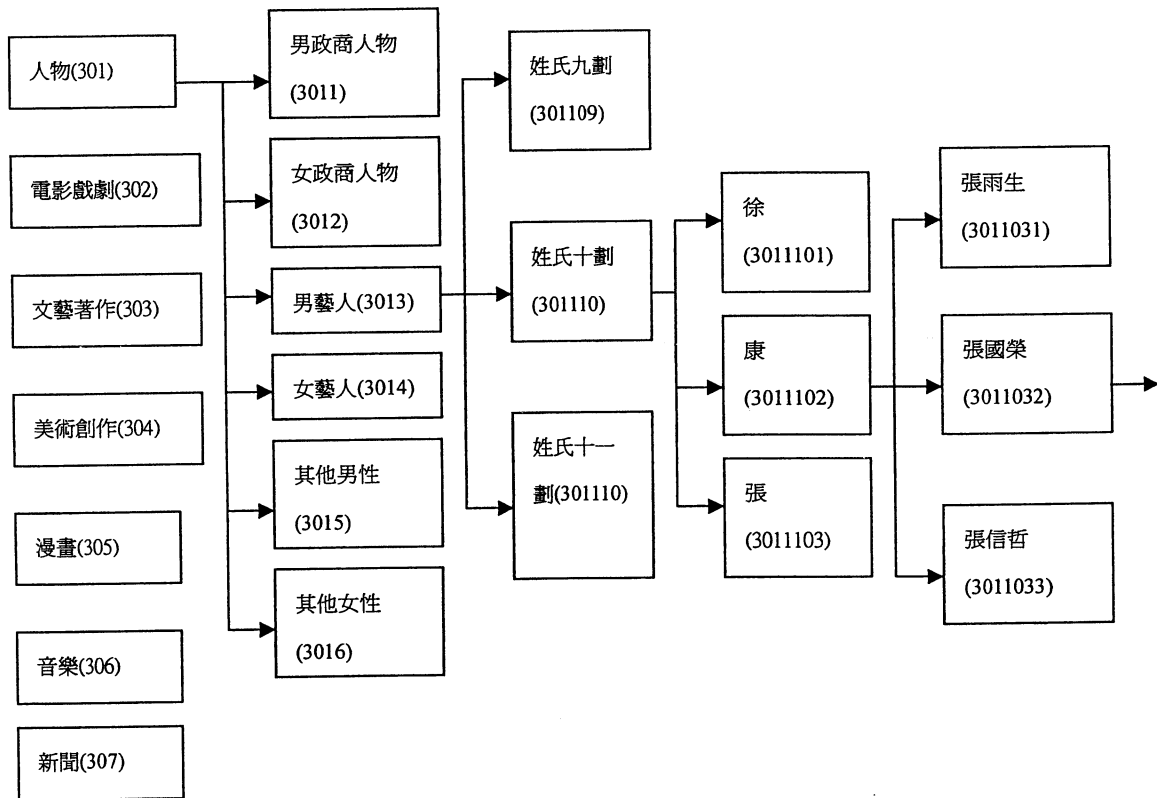 人物(301)
電影戲劇(302)
文藝著作(303)
美術創作(304)
漫畫(305)
音樂(306)
新聞(307)
男政商人物
(3011)
女政商人物
(3012)
男藝人(3013)
女藝人(3014)
其他男性
(3015)
其他女性
(3016)
姓氏九劃
(301109)
姓氏十劃
(301110)
姓氏十一
劃(301110)
徐
(3011101)
康
(3011102)
張
(3011103)
張雨生
(3011031)
張國榮
(3011032)
張信哲
(3011033)